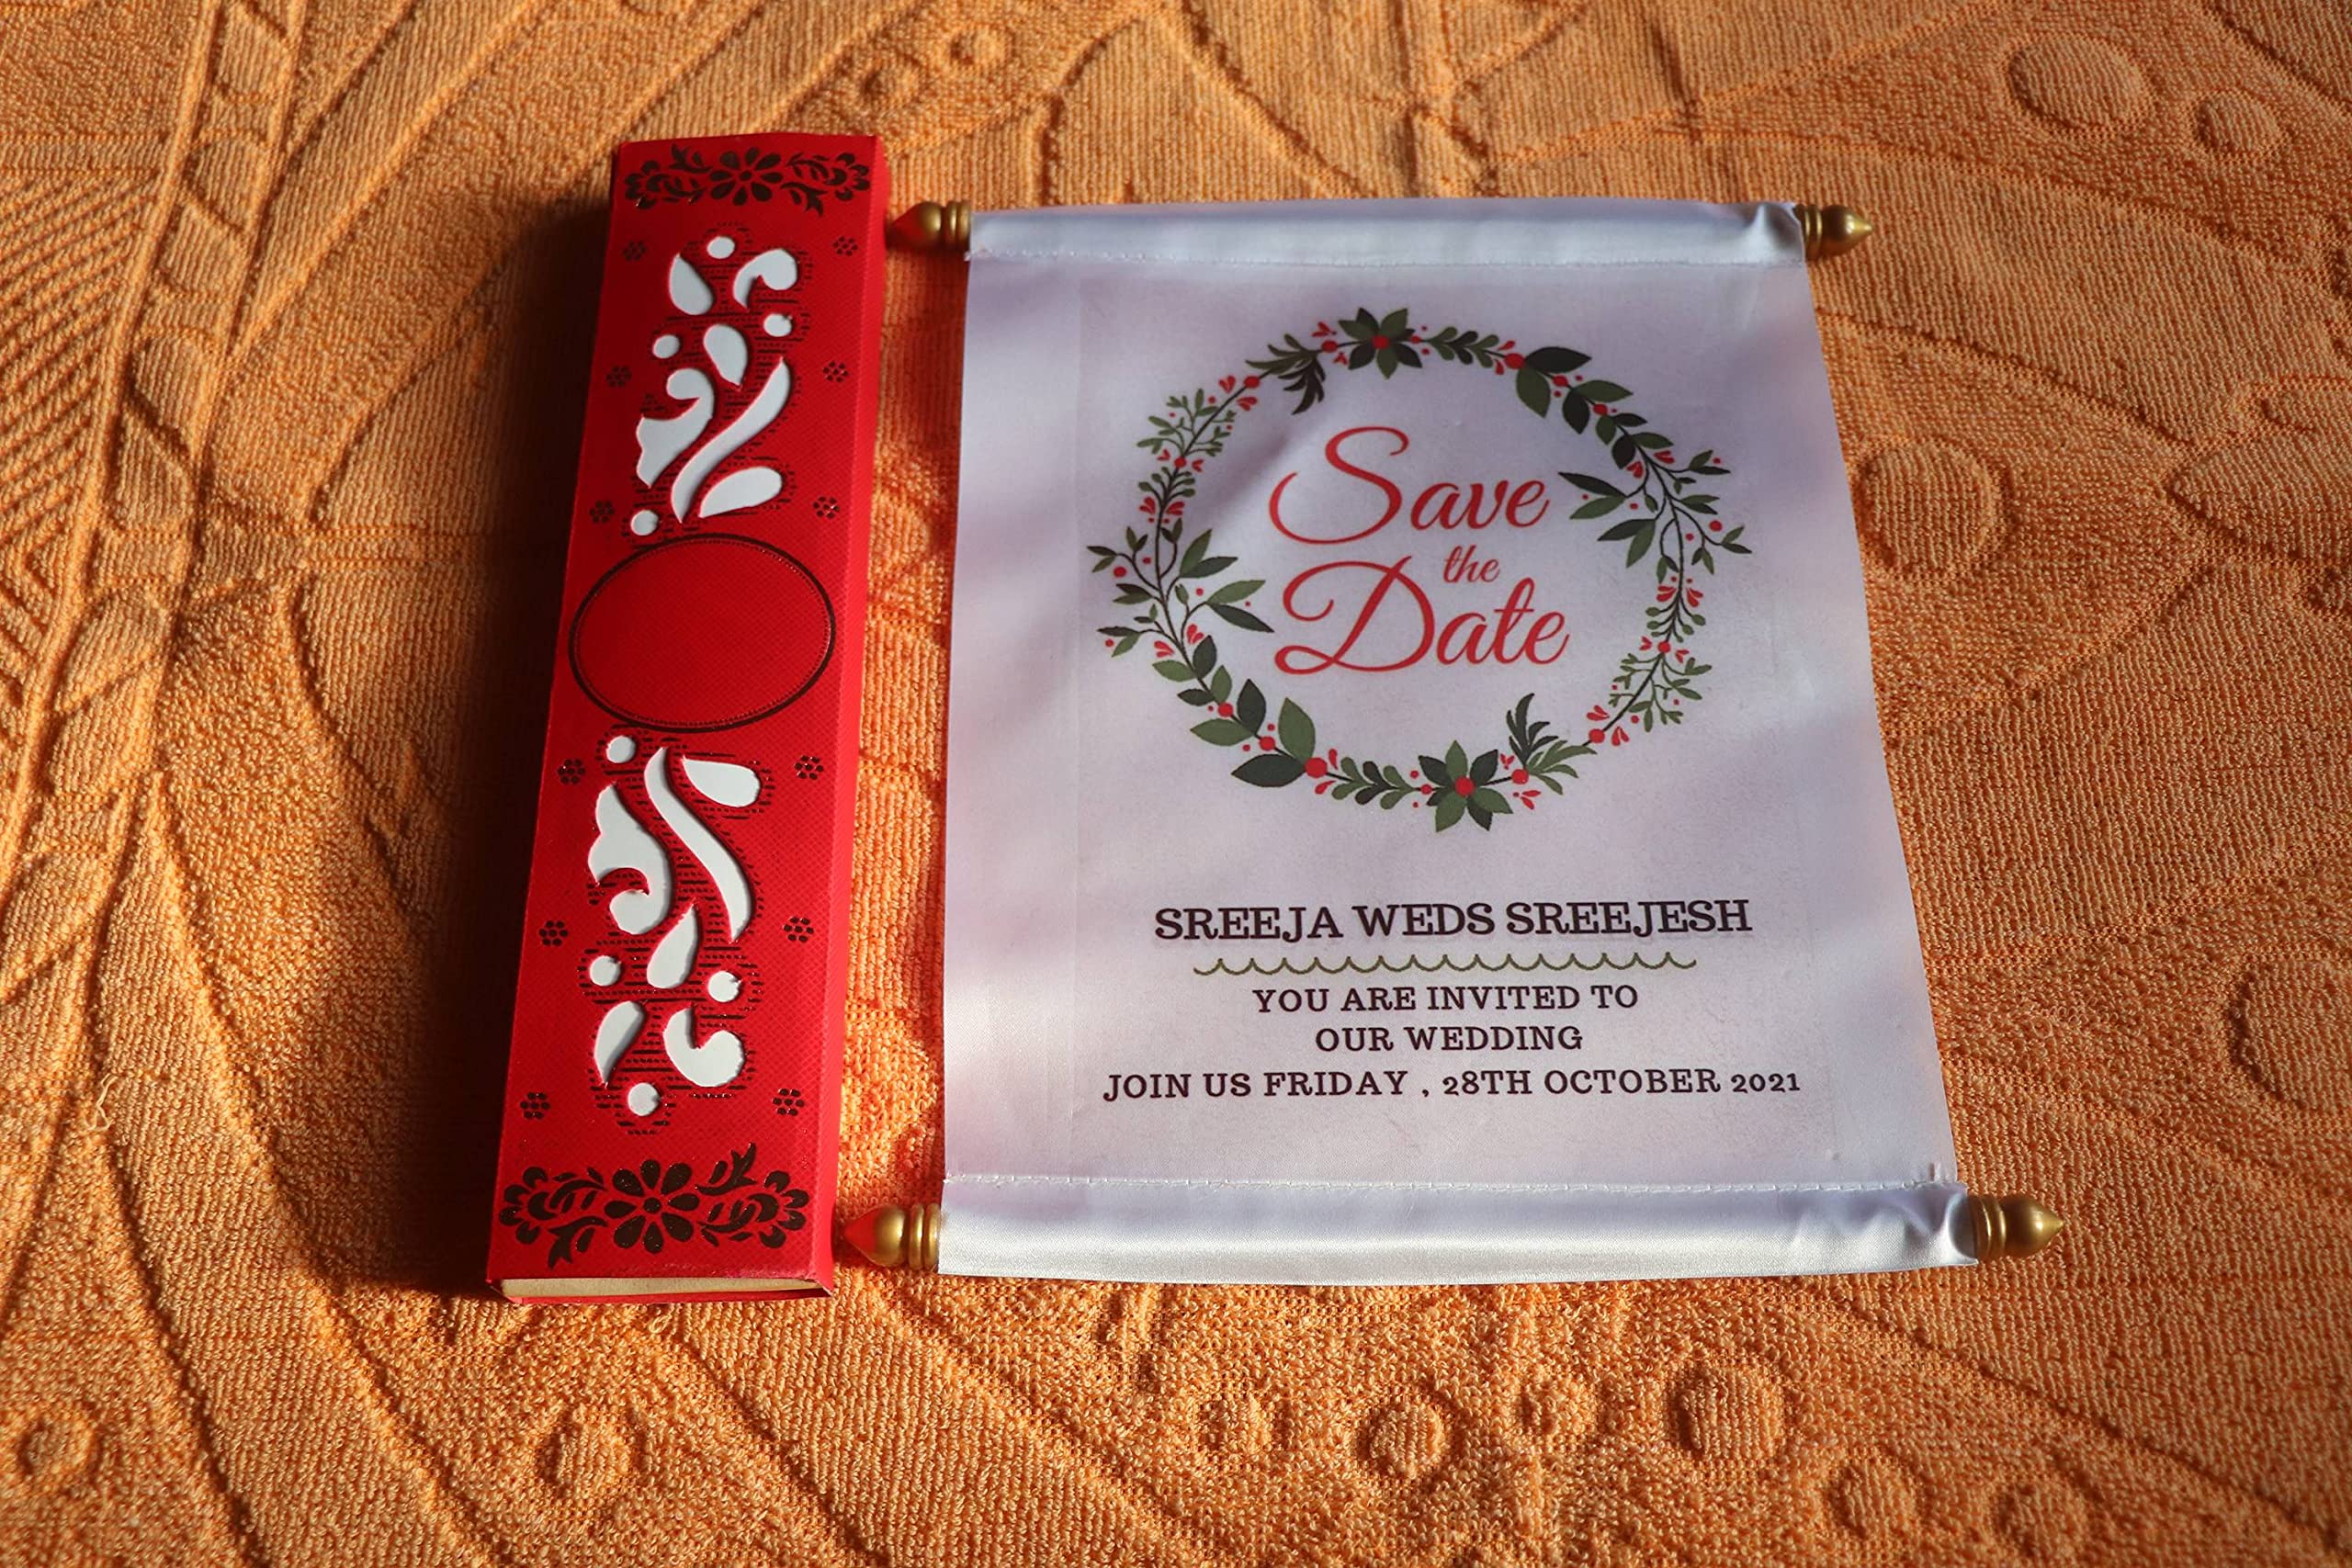 Save
the
Date
SREEJA WEDS SREEJESH
YOU ARE INVITED TO
OUR WEDDING
JOIN US FRIDAY , 28TH OCTOBER 2021